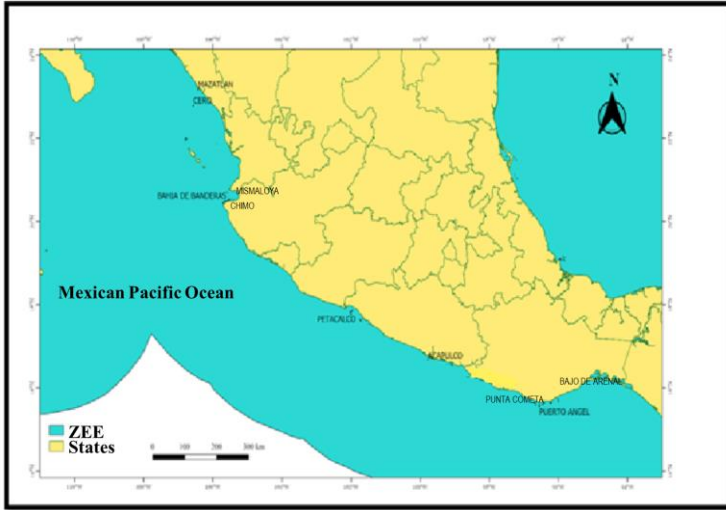 N
MAZATLAN
CERO
MISMALOYA
BAHIA DE BANDERAS
CHIMO
Mexican Pacific Ocean
PETACALCO
ACAPULCO
BAJO DE ARENAL
PUNTA COMETA
PUERTO ANGEL
ZEE
States
0 100 200 300 km